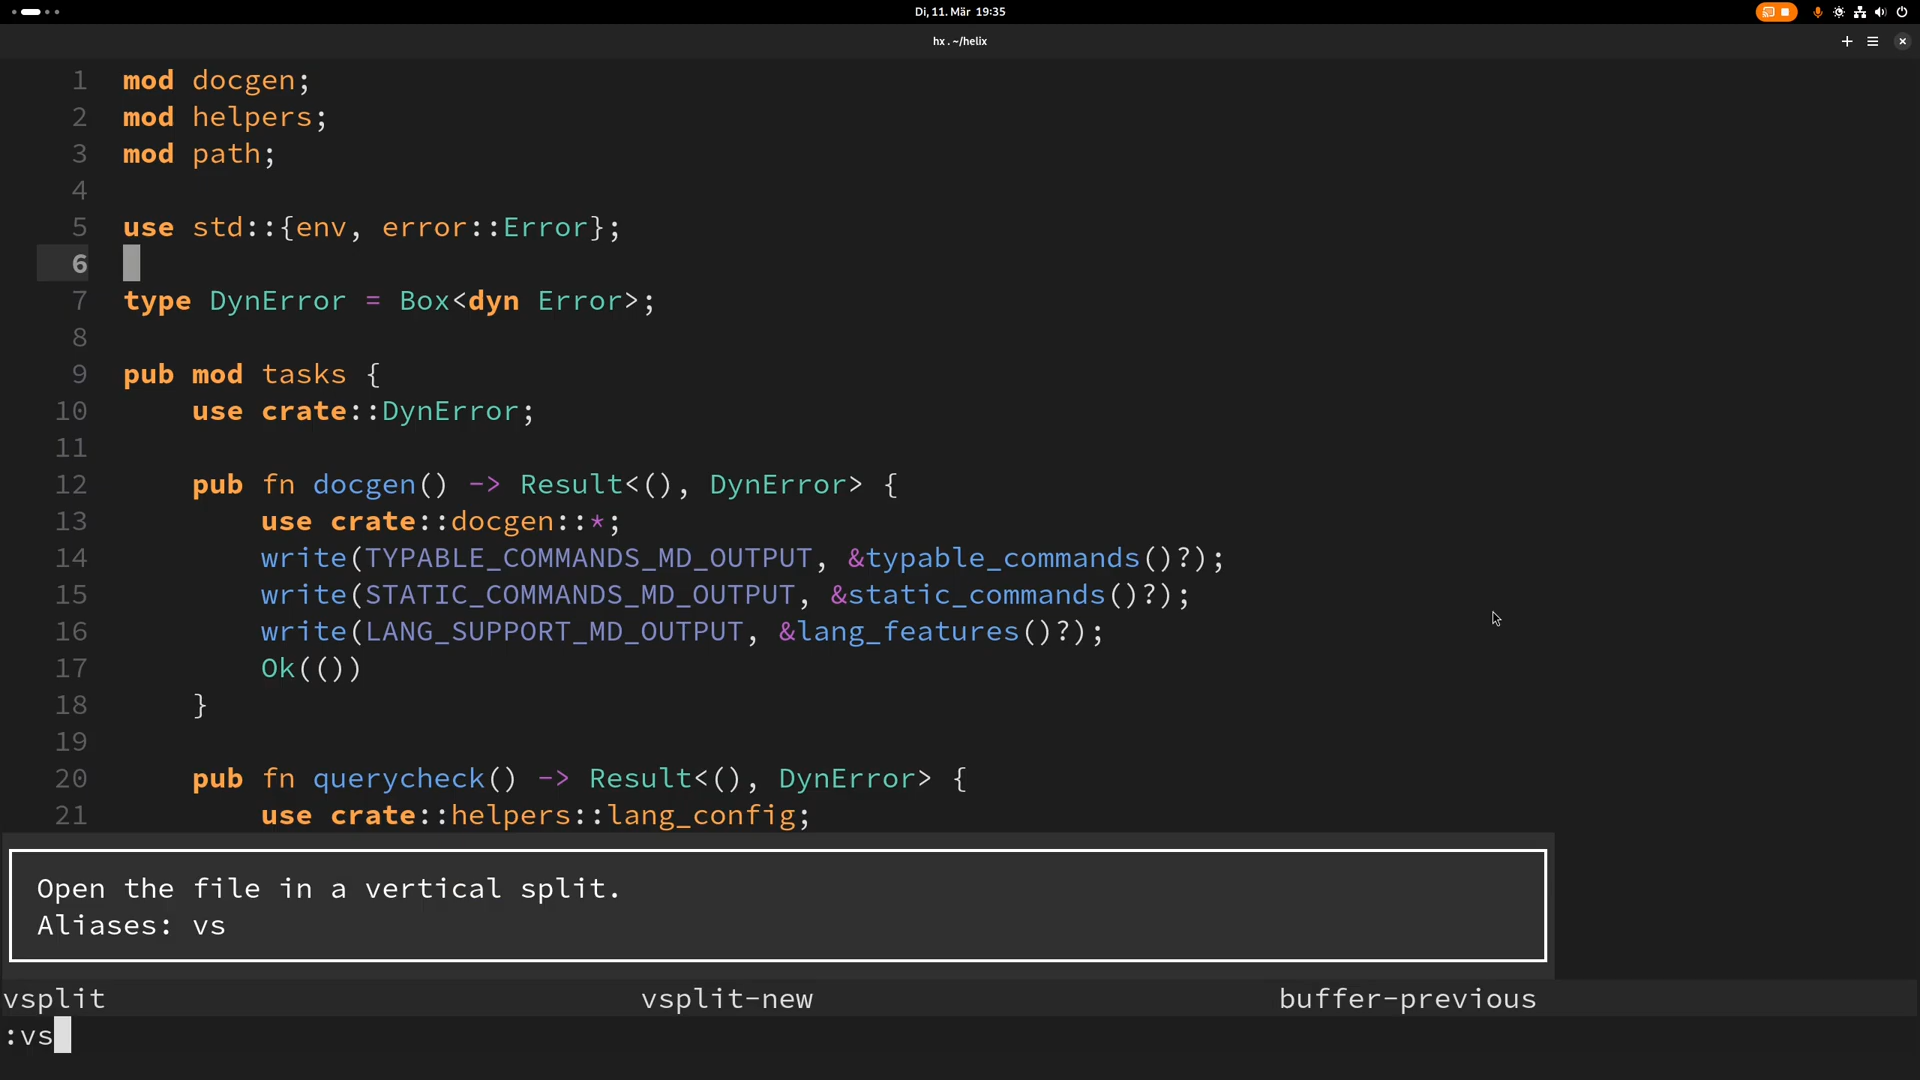 Di, 11. Mär 19:35
hx . ~/helix
1 mod docgen;
2 mod helpers;
3 mod path;
4
5 use std::{env, error::Error};
6
7 type DynError = Box<dyn Error>;
8
9 pub mod tasks {
10     use crate::DynError;
11
12     pub fn docgen() -> Result<(), DynError> {
13         use crate::docgen::*;
14         write(TYPABLE_COMMANDS_MD_OUTPUT, &typable_commands()?);
15         write(STATIC_COMMANDS_MD_OUTPUT, &static_commands()?);
16         write(LANG_SUPPORT_MD_OUTPUT, &lang_features()?);
17         Ok(())
18     }
19
20     pub fn querycheck() -> Result<(), DynError> {
21         use crate::helpers::lang_config;
Open the file in a vertical split.
Aliases: vs
vsplit vsplit-new buffer-previous
:vs